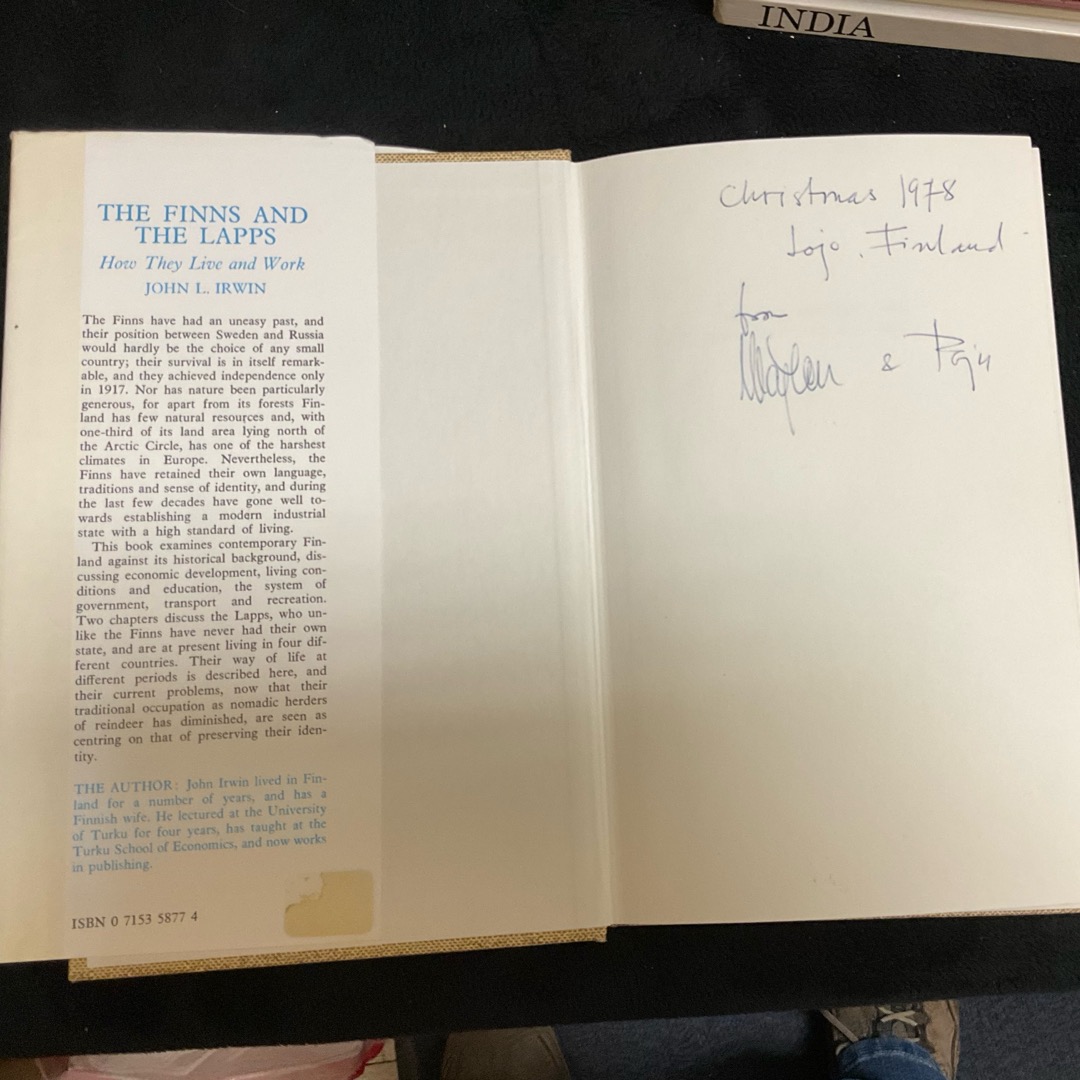 INDIA
THE FINNS AND
THE LAPPS
How They Live and Work
JOHN L. IRWIN
The Finns have had an uneasy past, and
their position between Sweden and Russia
would hardly be the choice of any small
country; their survival is in itself remark-
able, and they achieved independence only
in 1917. Nor has nature been particularly
generous, for apart from its forests Fin-
land has few natural resources and, with
one-third of its land area lying north of
the Arctic Circle, has one of the harshest
climates in Europe. Nevertheless, the
Finns have retained their own language,
traditions and sense of identity, and during
the last few decades have gone well to-
wards establishing a modern industrial
state with a high standard of living.
This book examines contemporary Fin-
land against its historical background, dis-
cussing economic development, living con-
ditions and education, the system of
government, transport and recreation.
Two chapters discuss the Lapps, who un-
like the Finns have never had their own
state, and are at present living in four dif-
ferent countries. Their way of life at
different periods is described here, and
their current problems, now that their
traditional occupation as nomadic herders
of reindeer has diminished, are seen as
centring on that of preserving their iden-
tity.
THE AUTHOR: John Irwin lived in Fin-
land for a number of years, and has a
Finnish wife. He lectured at the University
of Turku for four years, has taught at the
Turku School of Economics, and now works
in publishing.
ISBN 0 7153 5877 4
Christmas 1978
Lojo. Finland
from
&